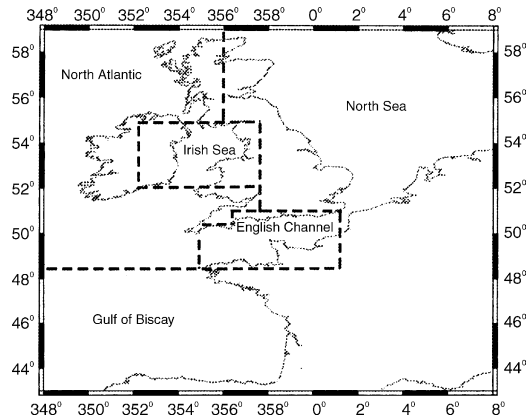 348° 350° 352° 354° 356° 358° 0° 2° 4° 6° 8°
58° 58°
North Atlantic
56° North Sea 56°
54° Irish Sea 54°
52° 52°
50° English Channel 50°
48° 48°
46° Gulf of Biscay 46°
44° 44°
348° 350° 352° 354° 356° 358° 0° 2° 4° 6° 8°